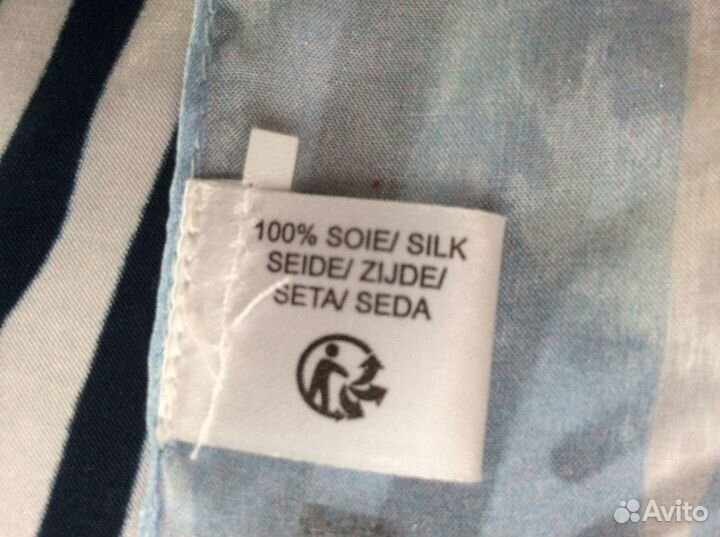 100% SOIE/ SILK
SEIDE/ ZIJDE/
SETA/ SEDA
Avito